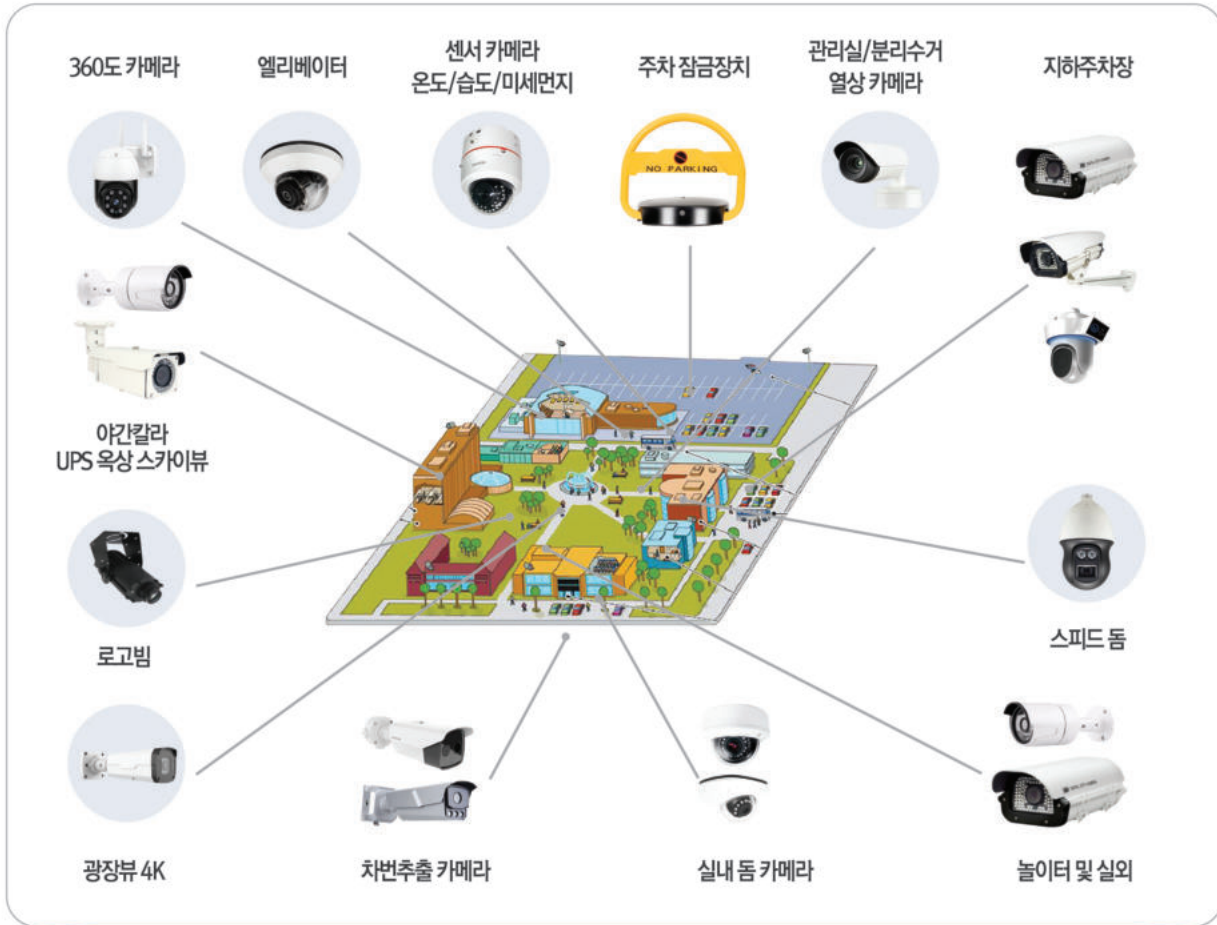 360도 카메라
엘리베이터
센서 카메라
온도/습도/미세먼지
주차 잠금장치
관리실/분리수거
열상 카메라
지하주차장
NO PARKING
야간칼라
UPS 옥상 스카이뷰
로고빔
스피드 돔
광장뷰 4K
차번추출 카메라
실내 돔 카메라
놀이터 및 실외